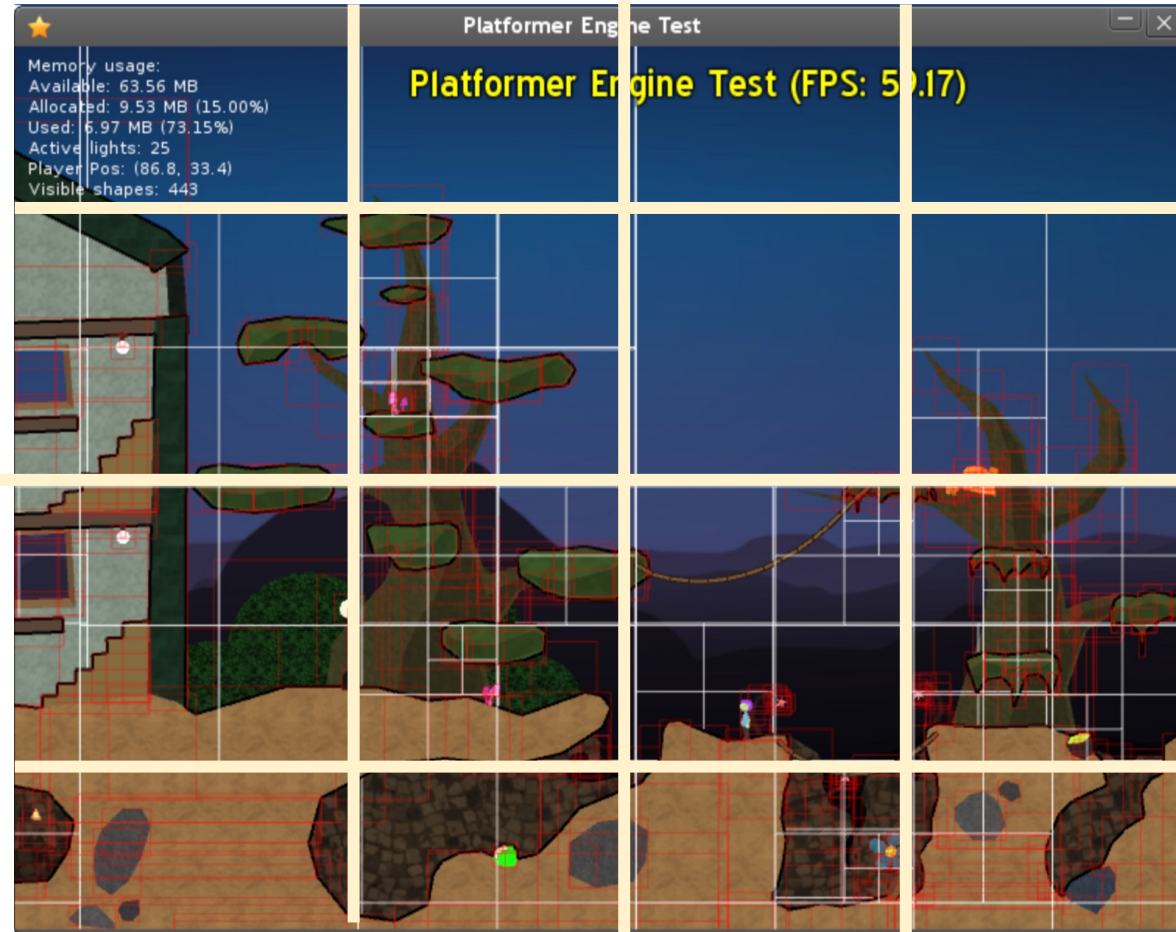 Platformer Engine Test
Memory usage:
Available: 63.56 MB
Allocated: 9.53 MB (15.00%)
Used: 6.97 MB (73.15%)
Active lights: 25
Player Pos: (86.8, 33.4)
Visible shapes: 443
Platformer Engine Test (FPS: 59.17)